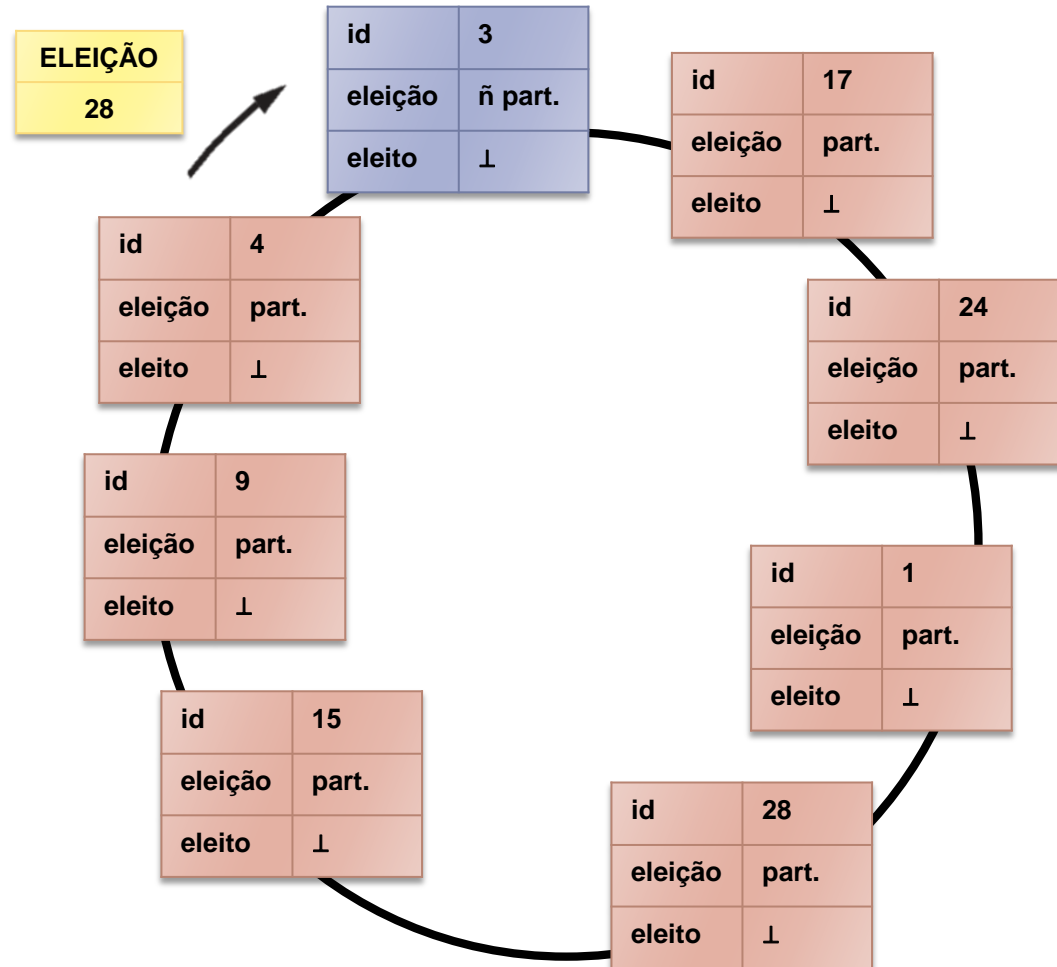 ELEIÇÃO
28
id 3
eleição ñ part.
eleito ⊥
id 17
eleição part.
eleito ⊥
id 4
eleição part.
eleito ⊥
id 24
eleição part.
eleito ⊥
id 9
eleição part.
eleito ⊥
id 1
eleição part.
eleito ⊥
id 15
eleição part.
eleito ⊥
id 28
eleição part.
eleito ⊥